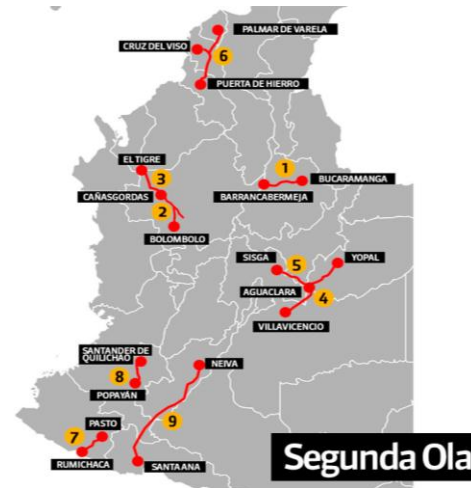 PALMAR DE VARELA
CRUZ DEL VISO
6
PUERTA DE HIERRO
EL TIGRE
3
1
BUCARAMANGA
CAÑASGORDAS
BARRANCABERMEJA
2
BOLOMBOLO
SISGA
5
YOPAL
AGUACLARA
4
VILLAVICENCIO
SANTANDER DE
QUILICHAO
NEIVA
8
POPAYÁN
PASTO
9
7
RUMICHACA
SANTA ANA
Segunda Ola